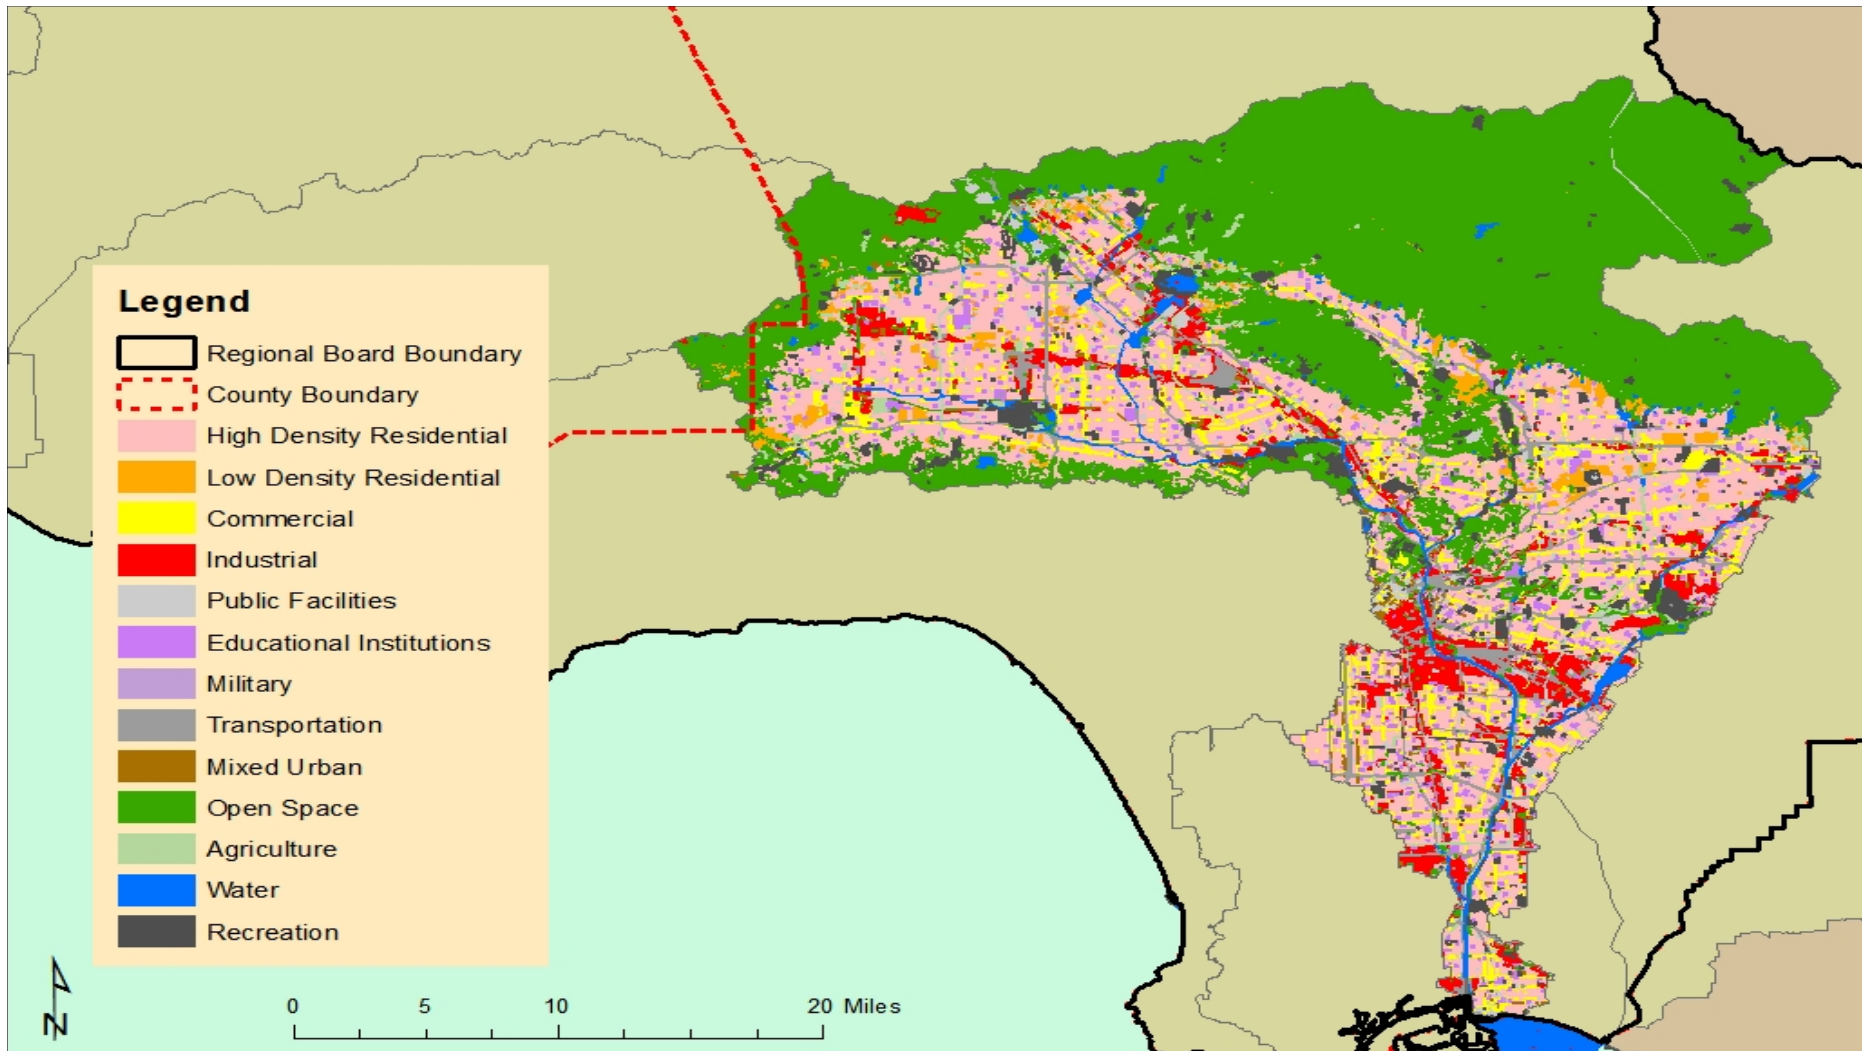 Legend
Regional Board Boundary
County Boundary
High Density Residential
Low Density Residential
Commercial
Industrial
Public Facilities
Educational Institutions
Military
Transportation
Mixed Urban
Open Space
Agriculture
Water
Recreation
N
0 5 10 20 Miles